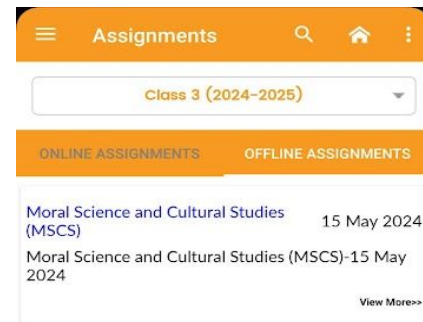 Assignments
Class 3 (2024-2025)
ONLINE ASSIGNMENTS OFFLINE ASSIGNMENTS
Moral Science and Cultural Studies 15 May 2024
(MSCS)
Moral Science and Cultural Studies (MSCS)-15 May
2024
View More>>